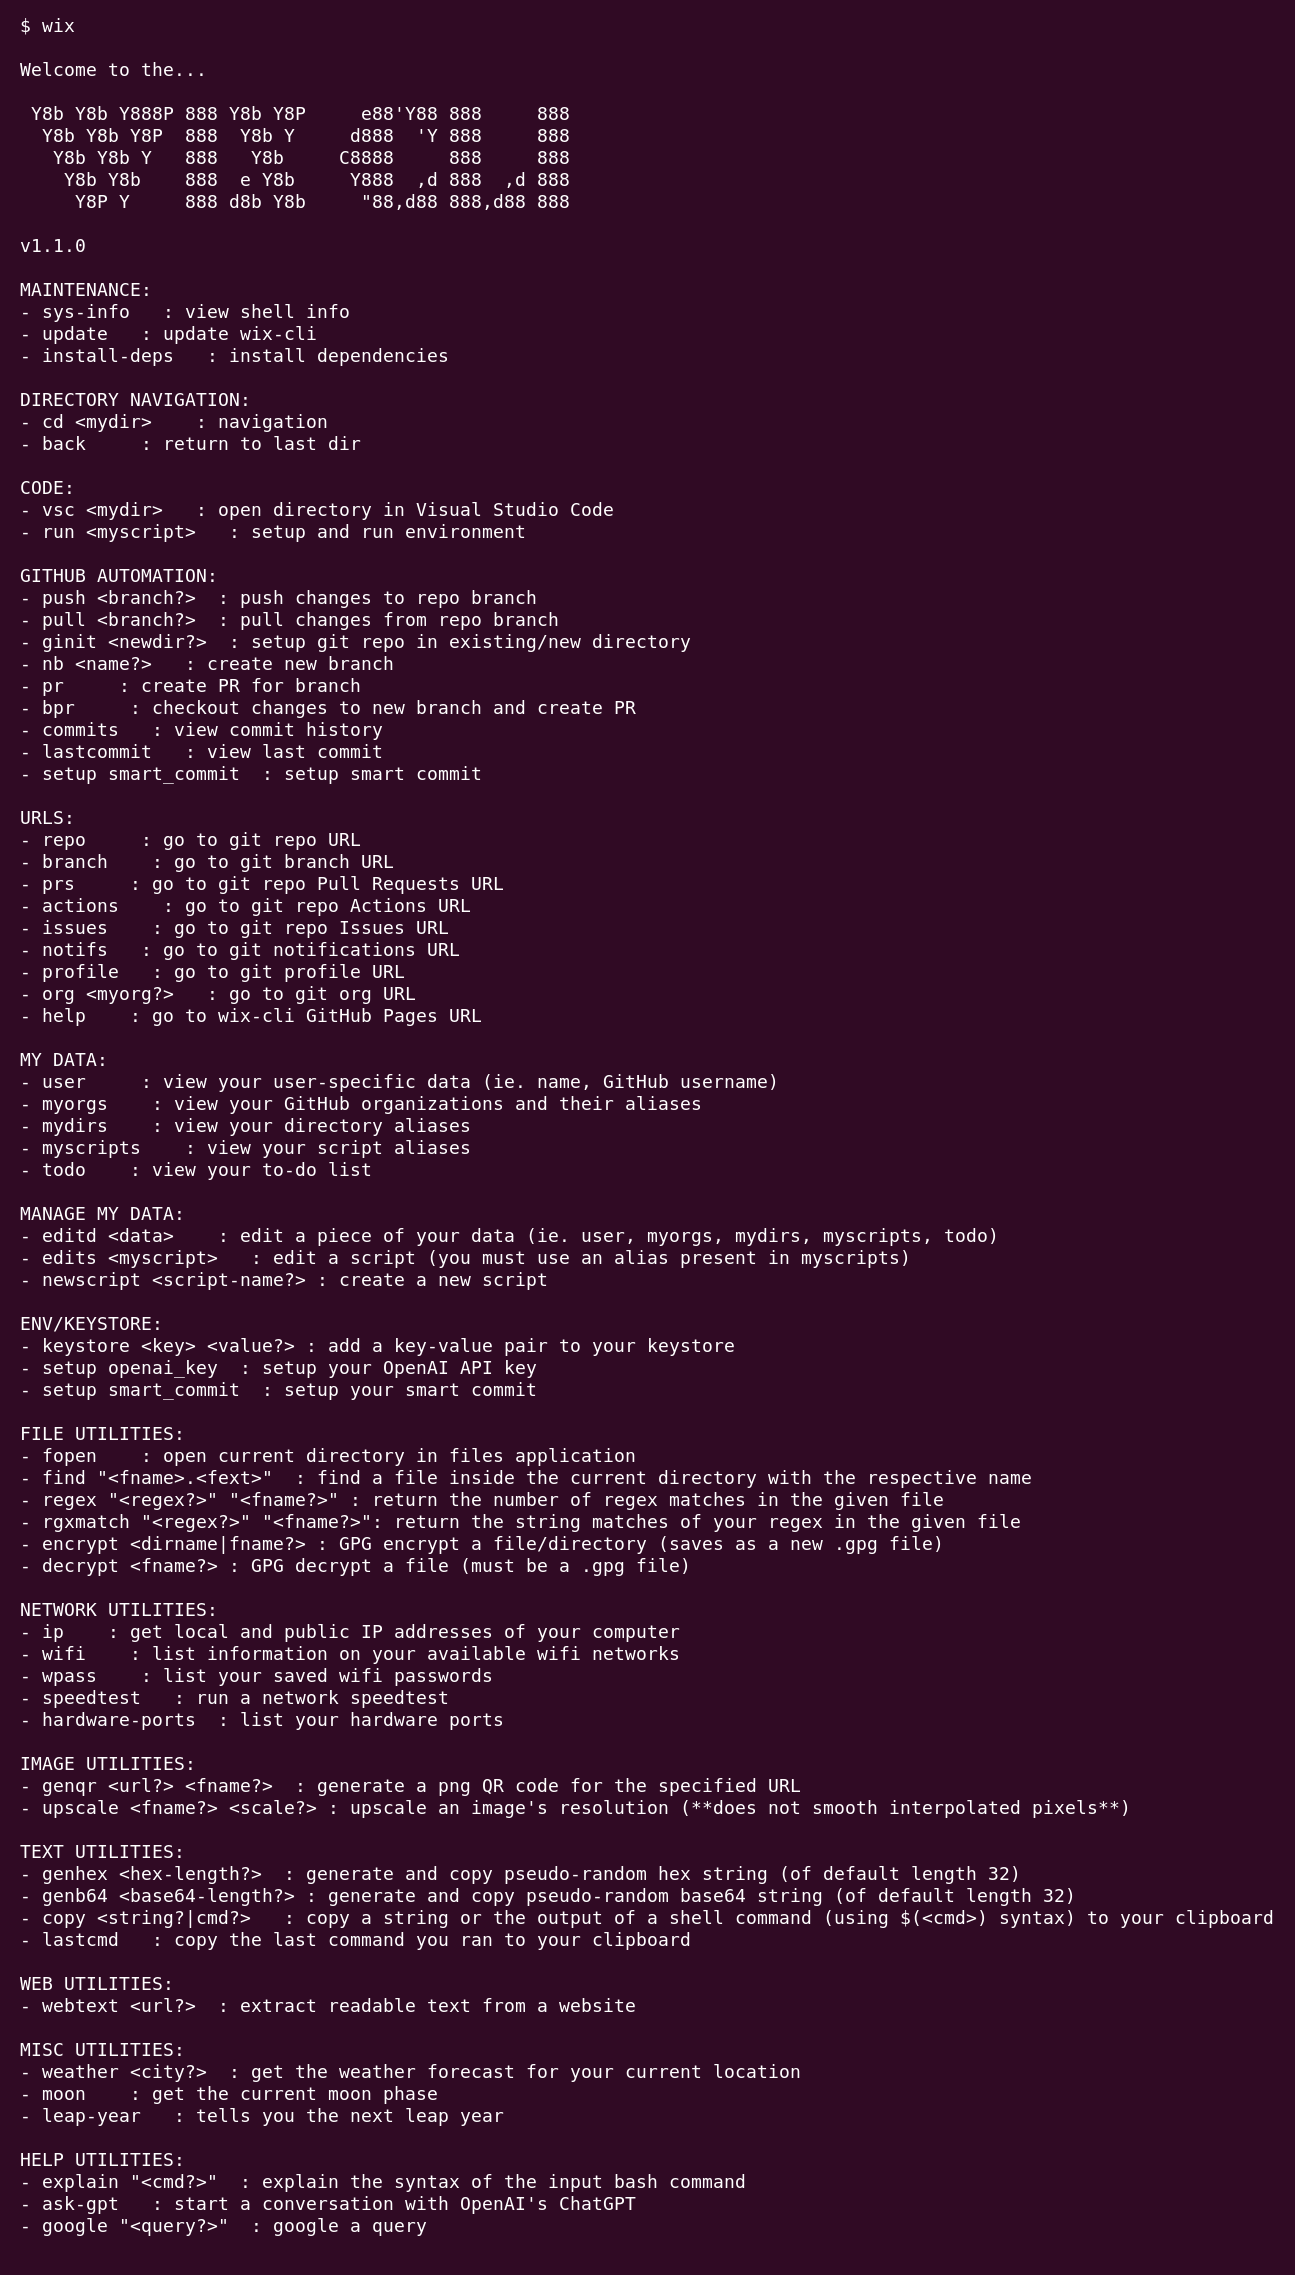 $ wix

Welcome to the...

 Y8b Y8b Y888P 888 Y8b Y8P     e88'Y88 888     888
  Y8b Y8b Y8P  888  Y8b Y     d888  'Y 888     888
   Y8b Y8b Y   888   Y8b     C8888     888     888
    Y8b Y8b    888  e Y8b     Y888  ,d 888  ,d 888
     Y8P Y     888 d8b Y8b     "88,d88 888,d88 888

v1.1.0

MAINTENANCE:
- sys-info   : view shell info
- update   : update wix-cli
- install-deps   : install dependencies

DIRECTORY NAVIGATION:
- cd <mydir>    : navigation
- back     : return to last dir

CODE:
- vsc <mydir>   : open directory in Visual Studio Code
- run <myscript>   : setup and run environment

GITHUB AUTOMATION:
- push <branch?>  : push changes to repo branch
- pull <branch?>  : pull changes from repo branch
- ginit <newdir?>  : setup git repo in existing/new directory
- nb <name?>   : create new branch
- pr     : create PR for branch
- bpr     : checkout changes to new branch and create PR
- commits   : view commit history
- lastcommit   : view last commit
- setup smart_commit  : setup smart commit

URLS:
- repo     : go to git repo URL
- branch    : go to git branch URL
- prs     : go to git repo Pull Requests URL
- actions    : go to git repo Actions URL
- issues    : go to git repo Issues URL
- notifs   : go to git notifications URL
- profile   : go to git profile URL
- org <myorg?>   : go to git org URL
- help    : go to wix-cli GitHub Pages URL

MY DATA:
- user     : view your user-specific data (ie. name, GitHub username)
- myorgs    : view your GitHub organizations and their aliases
- mydirs    : view your directory aliases
- myscripts    : view your script aliases
- todo    : view your to-do list

MANAGE MY DATA:
- editd <data>    : edit a piece of your data (ie. user, myorgs, mydirs, myscripts, todo)
- edits <myscript>   : edit a script (you must use an alias present in myscripts)
- newscript <script-name?> : create a new script

ENV/KEYSTORE:
- keystore <key> <value?> : add a key-value pair to your keystore
- setup openai_key  : setup your OpenAI API key
- setup smart_commit  : setup your smart commit

FILE UTILITIES:
- fopen    : open current directory in files application
- find "<fname>.<fext>"  : find a file inside the current directory with the respective name
- regex "<regex?>" "<fname?>" : return the number of regex matches in the given file
- rgxmatch "<regex?>" "<fname?>": return the string matches of your regex in the given file
- encrypt <dirname|fname?> : GPG encrypt a file/directory (saves as a new .gpg file)
- decrypt <fname?> : GPG decrypt a file (must be a .gpg file)

NETWORK UTILITIES:
- ip    : get local and public IP addresses of your computer
- wifi    : list information on your available wifi networks
- wpass    : list your saved wifi passwords
- speedtest   : run a network speedtest
- hardware-ports  : list your hardware ports

IMAGE UTILITIES:
- genqr <url?> <fname?>  : generate a png QR code for the specified URL
- upscale <fname?> <scale?> : upscale an image's resolution (**does not smooth interpolated pixels**)

TEXT UTILITIES:
- genhex <hex-length?>  : generate and copy pseudo-random hex string (of default length 32)
- genb64 <base64-length?> : generate and copy pseudo-random base64 string (of default length 32)
- copy <string?|cmd?>   : copy a string or the output of a shell command (using $(<cmd>) syntax) to your clipboard
- lastcmd   : copy the last command you ran to your clipboard

WEB UTILITIES:
- webtext <url?>  : extract readable text from a website

MISC UTILITIES:
- weather <city?>  : get the weather forecast for your current location
- moon    : get the current moon phase
- leap-year   : tells you the next leap year

HELP UTILITIES:
- explain "<cmd?>"  : explain the syntax of the input bash command
- ask-gpt   : start a conversation with OpenAI's ChatGPT
- google "<query?>"  : google a query